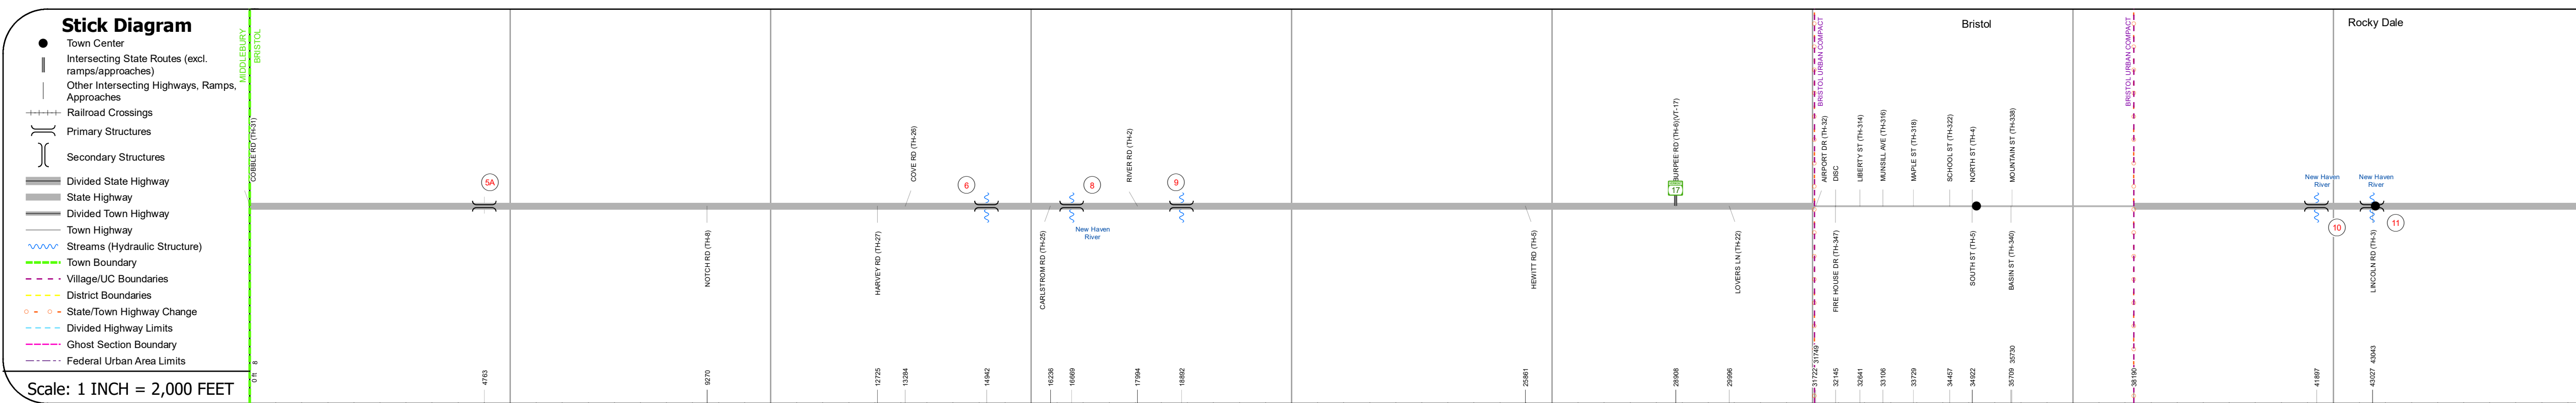 Stick Diagram
Town Center
Intersecting State Routes (excl.
ramps/approaches)
Other Intersecting Highways, Ramps,
Approaches
Railroad Crossings
Primary Structures
Secondary Structures
Divided State Highway
State Highway
Divided Town Highway
Town Highway
Streams (Hydraulic Structure)
Town Boundary
Village/UC Boundaries
District Boundaries
State/Town Highway Change
Divided Highway Limits
Ghost Section Boundary
Federal Urban Area Limits
Scale: 1 INCH = 2,000 FEET
MIDDLEBURY
BRISTOL
COBBLE RD (TH-31)
0 ft
8
5A
4763
NOTCH RD (TH-8)
9270
HARVEY RD (TH-27)
12725
COVE RD (TH-26)
13284
6
14942
CARLSTROM RD (TH-25)
16236
8
New Haven
River
16669
RIVER RD (TH-2)
17994
9
18892
HEWITT RD (TH-5)
25861
BURPEE RD (TH-6)(VT-17)
17
28908
LOVERS LN (TH-22)
29996
BRISTOL URBAN COMPACT
31722
31749
AIRPORT DR (TH-32)
DISC
FIRE HOUSE DR (TH-347)
32145
LIBERTY ST (TH-314)
32641
MUNSILL AVE (TH-316)
33106
MAPLE ST (TH-318)
33729
SCHOOL ST (TH-322)
34457
Bristol
NORTH ST (TH-4)
SOUTH ST (TH-5)
34922
MOUNTAIN ST (TH-338)
BASIN ST (TH-340)
35709
35730
BRISTOL URBAN COMPACT
38190
New Haven
River
10
41897
Rocky Dale
New Haven
River
11
LINCOLN RD (TH-3)
43027
43043